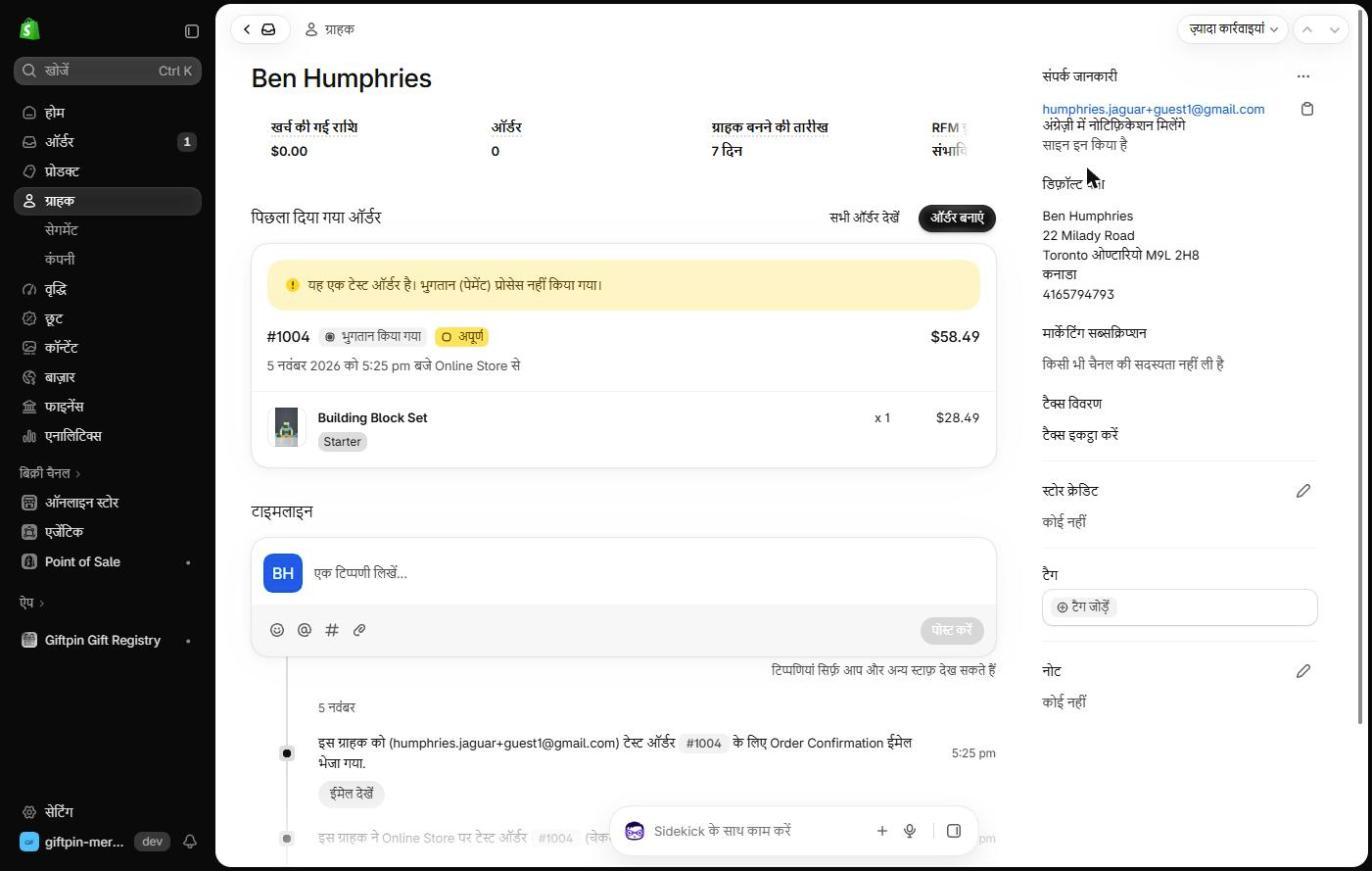 खोजें
Ctrl K
होम
ऑर्डर
1
प्रोडक्ट
ग्राहक
सेगमेंट
कंपनी
वृद्धि
छूट
कॉन्टेंट
बाज़ार
फाइनेंस
एनालिटिक्स
बिक्री चैनल
ऑनलाइन स्टोर
एजेंटिक
Point of Sale
ऐप
Giftpin Gift Registry
सेटिंग
giftpin-mer...
dev
ग्राहक
ज़्यादा कार्रवाइयां
Ben Humphries
खर्च की गई राशि
$0.00
ऑर्डर
0
ग्राहक बनने की तारीख
7 दिन
RFM
पिछला दिया गया ऑर्डर
सभी ऑर्डर देखें
ऑर्डर बनाएं
यह एक टेस्ट ऑर्डर है। भुगतान (पेमेंट) प्रोसेस नहीं किया गया।
#1004
भुगतान किया गया
अपूर्ण
$58.49
5 नवंबर 2026 को 5:25 pm बजे Online Store से
Building Block Set
x 1
$28.49
Starter
टाइमलाइन
BH
एक टिप्पणी लिखें...
पोस्ट करें
टिप्पणियां सिर्फ़ आप और अन्य स्टाफ़ देख सकते हैं
5 नवंबर
इस ग्राहक को (humphries.jaguar+guest1@gmail.com) टेस्ट ऑर्डर #1004 के लिए Order Confirmation ईमेल
भेजा गया.
5:25 pm
ईमेल देखें
इस ग्राहक ने Online Store पर टेस्ट ऑर्डर #1004
pm
Sidekick के साथ काम करें
संपर्क जानकारी
humphries.jaguar+guest1@gmail.com
अंग्रेज़ी में नोटिफ़िकेशन मिलेंगे
साइन इन किया है
डिफ़ॉल्ट
Ben Humphries
22 Milady Road
Toronto ओण्टारियो M9L 2H8
कनाडा
4165794793
मार्केटिंग सब्सक्रिप्शन
किसी भी चैनल की सदस्यता नहीं ली है
टैक्स विवरण
टैक्स इकट्ठा करें
स्टोर क्रेडिट
कोई नहीं
टैग
टैग जोड़ें
नोट
कोई नहीं